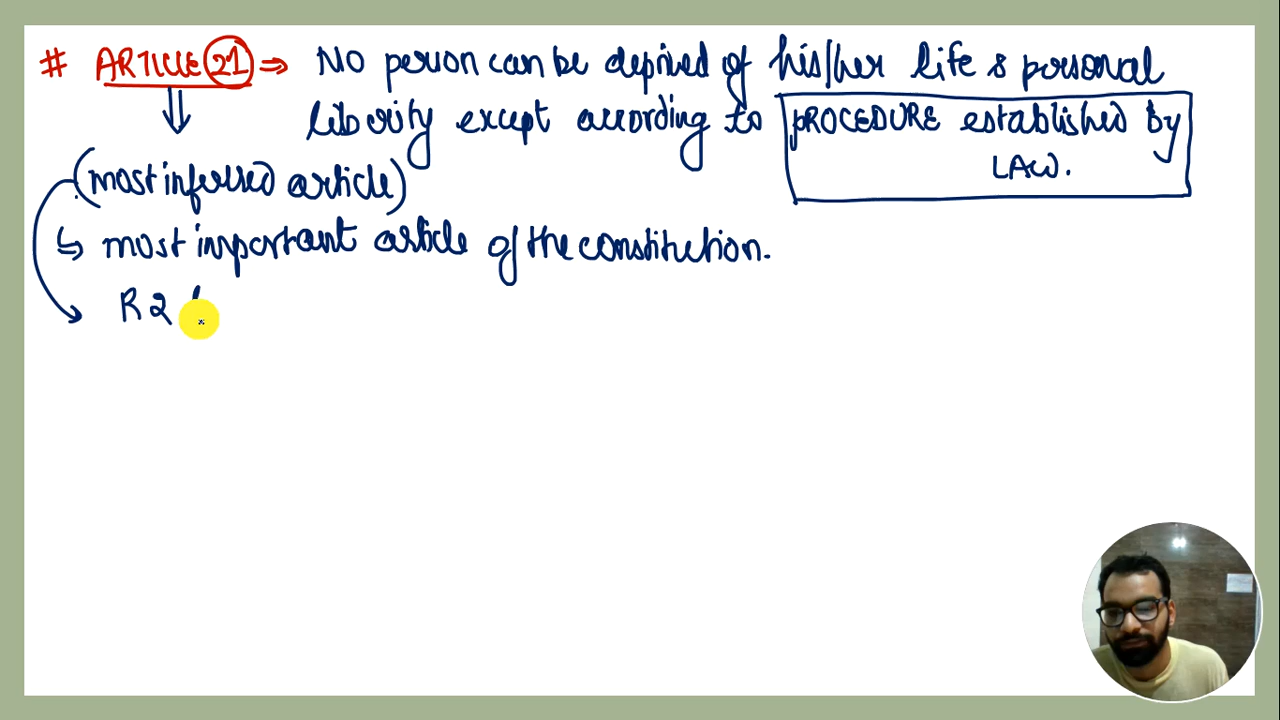 # ARTICLE 21 ⇒ No person can be deprived of his/her life & personal
liberity except according to PROCEDURE established By
LAW.
(most inferred article)
↳ most important article of the constitution.
R 2